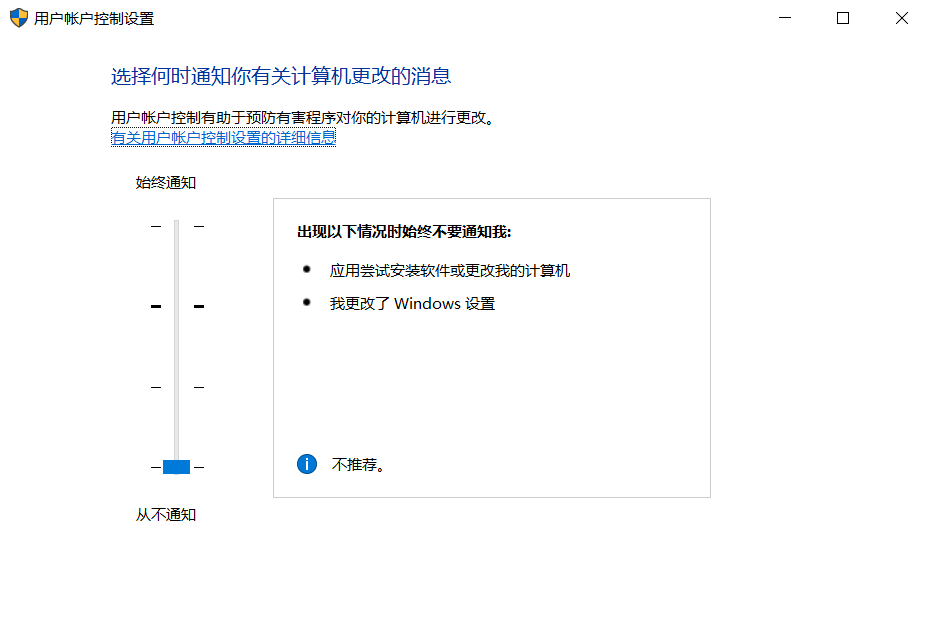 用户帐户控制设置
选择何时通知你有关计算机更改的消息
用户帐户控制有助于预防有害程序对你的计算机进行更改。
有关用户帐户控制设置的详细信息
始终通知
出现以下情况时始终不要通知我:
应用尝试安装软件或更改我的计算机
我更改了 Windows 设置
不推荐。
从不通知